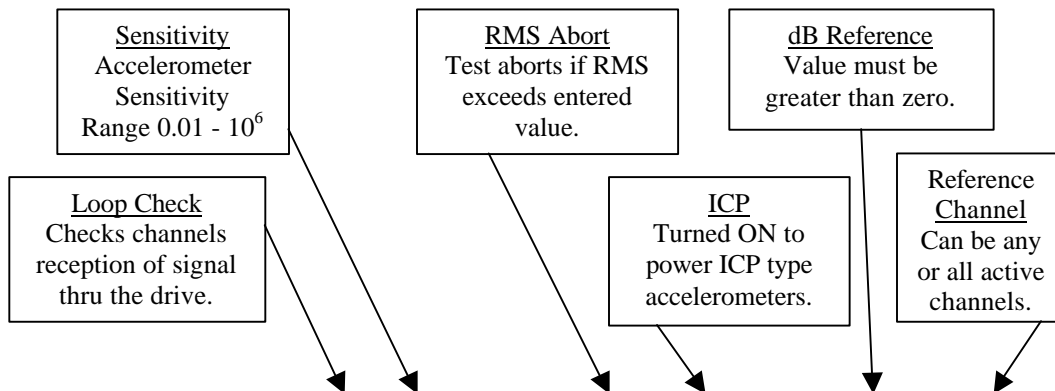 Sensitivity
Accelerometer
Sensitivity
Range 0.01 - 10⁶
RMS Abort
Test aborts if RMS
exceeds entered
value.
dB Reference
Value must be
greater than zero.
Loop Check
Checks channels
reception of signal
thru the drive.
ICP
Turned ON to
power ICP type
accelerometers.
Reference
Channel
Can be any
or all active
channels.